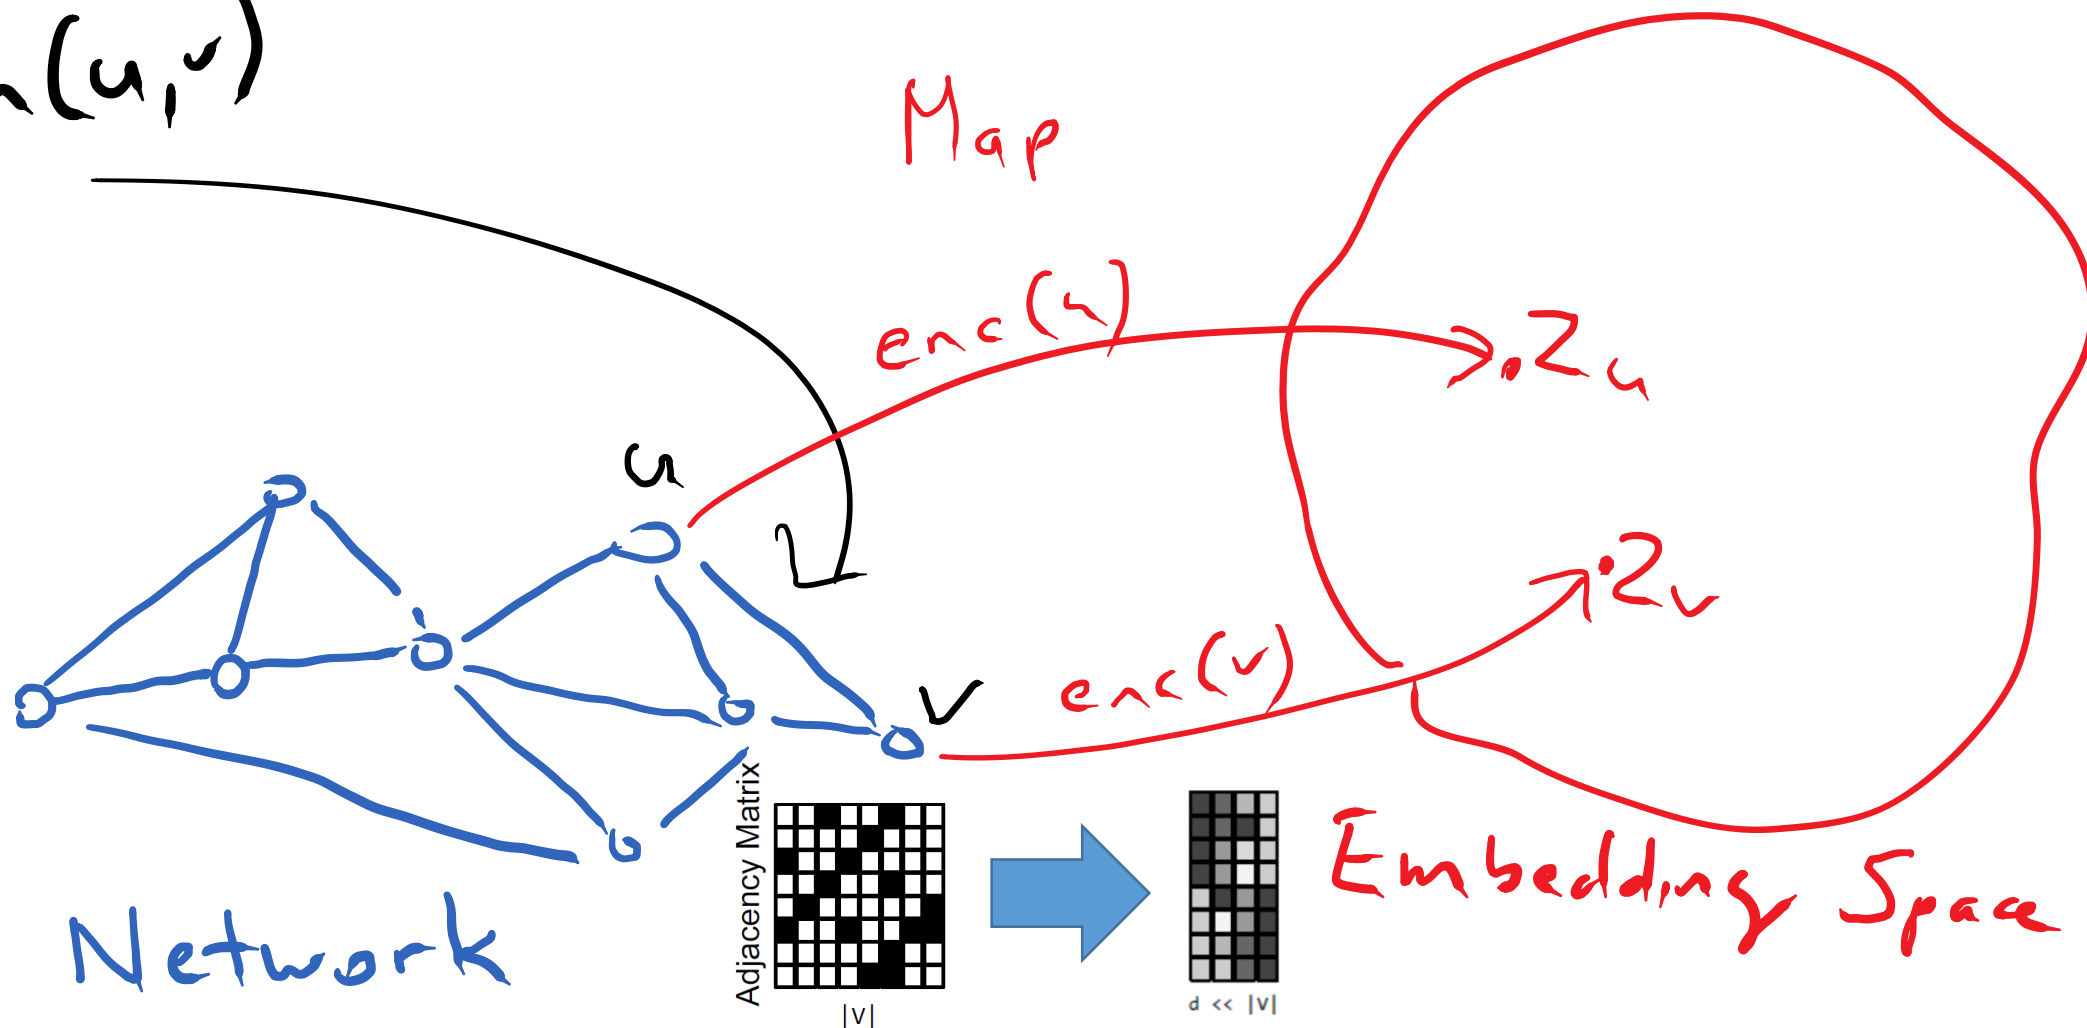 n(u,v)
Map
enc(u)
.Zu
u
.Zv
enc(v)
v
Adjacency Matrix
|V|
d << |V|
Embedding Space
Network